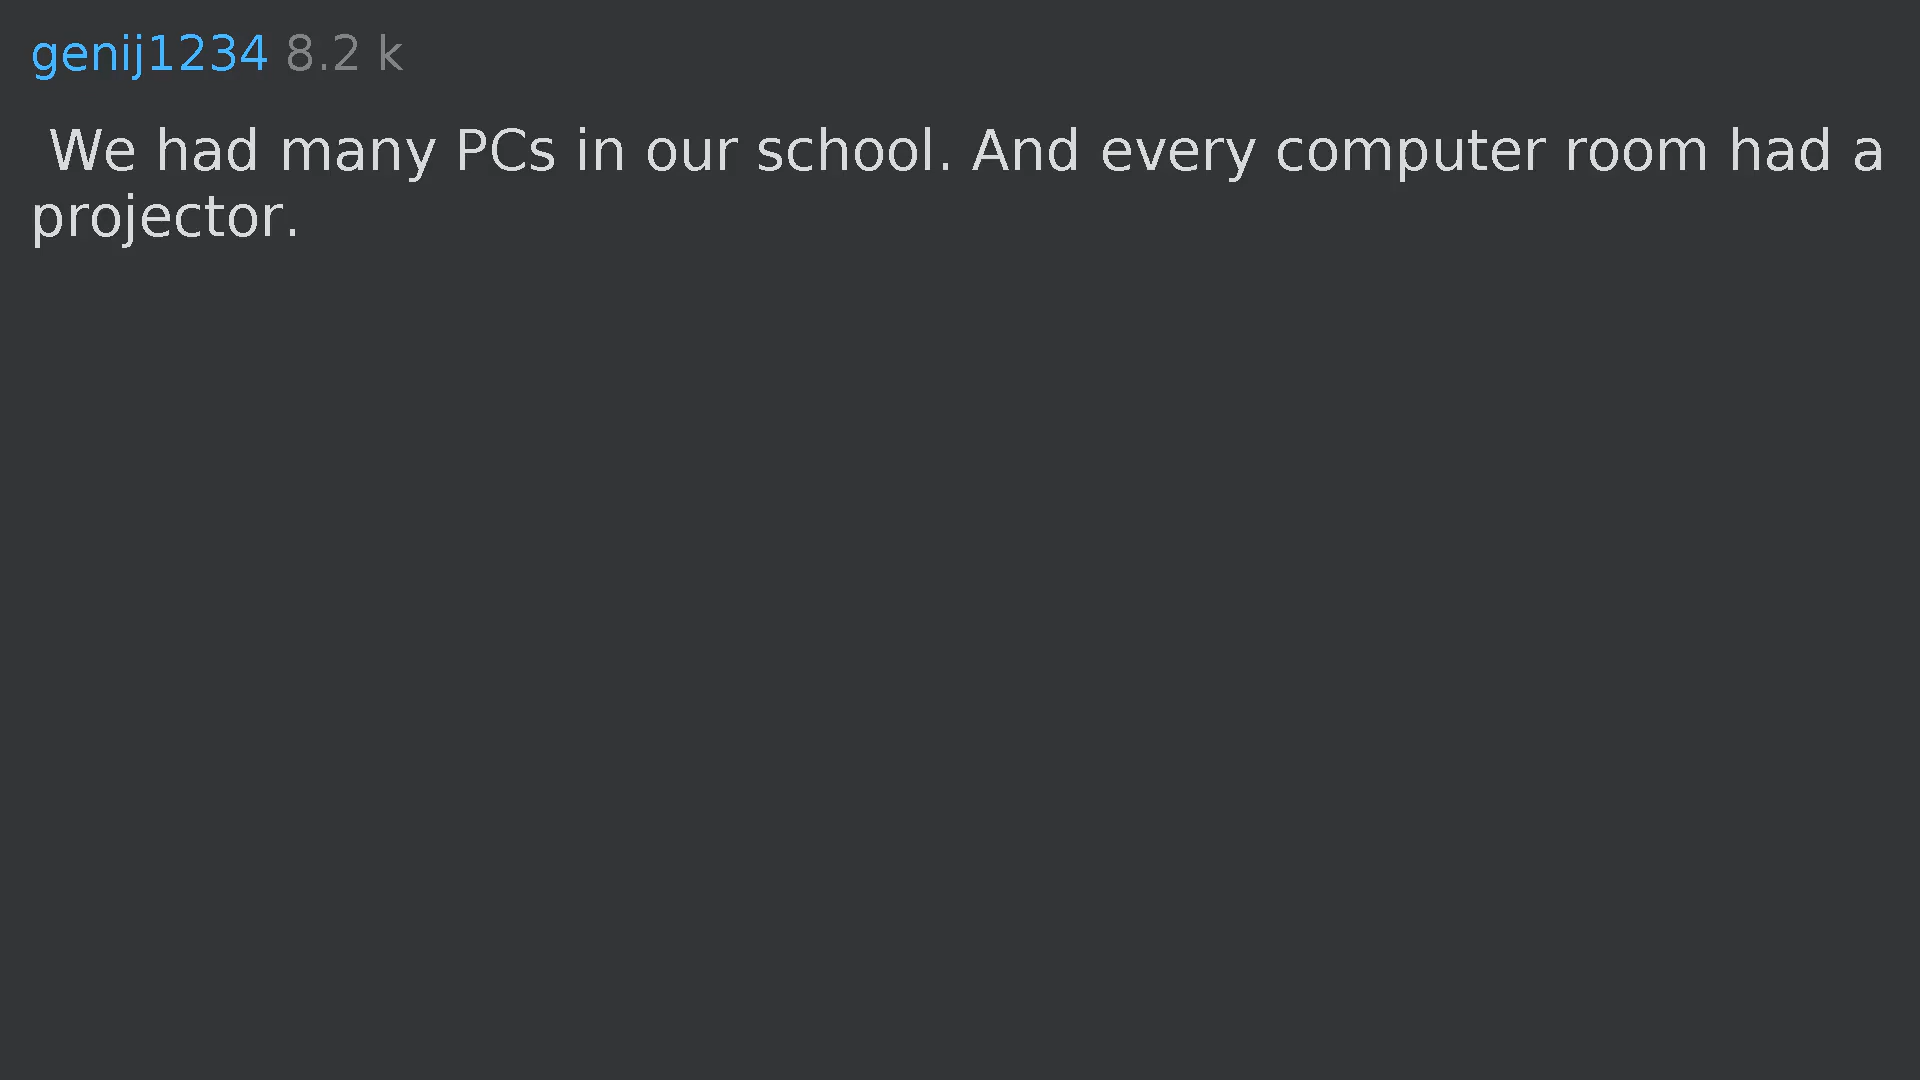 genij1234 8.2 k
We had many PCs in our school. And every computer room had a
projector.